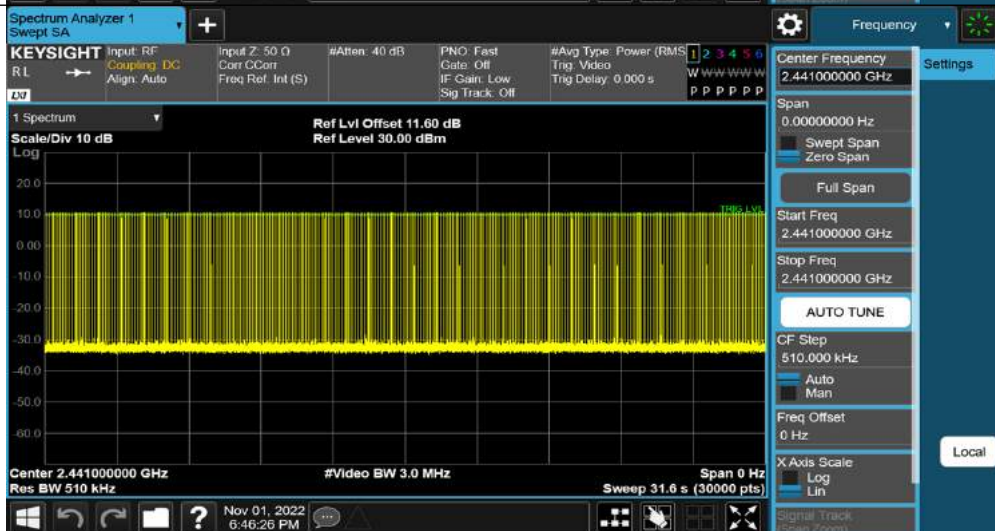 Spectrum Analyzer 1
Swept SA
+
Frequency
KEYSIGHT
RL
LXI
Input: RF
Coupling: DC
Align: Auto
Input Z: 50 Ω
Corr CCorr
Freq Ref: Int (S)
#Atten: 40 dB
PNO: Fast
Gate: Off
IF Gain: Low
Sig Track: Off
#Avg Type: Power (RMS
Trig: Video
Trig Delay: 0.000 s
1 2 3 4 5 6
W W W W W W
P P P P P P
Center Frequency
2.441000000 GHz
Settings
Span
0.00000000 Hz
Swept Span
Zero Span
Full Span
Start Freq
2.441000000 GHz
Stop Freq
2.441000000 GHz
AUTO TUNE
CF Step
510.000 kHz
Auto
Man
Freq Offset
0 Hz
X Axis Scale
Log
Lin
Signal Track
(Span Zoom)
Local
1 Spectrum
Scale/Div 10 dB
Log
Ref Lvl Offset 11.60 dB
Ref Level 30.00 dBm
20.0
10.0
TRIG LVL
0.00
-10.0
-20.0
-30.0
-40.0
-50.0
-60.0
Center 2.441000000 GHz
#Video BW 3.0 MHz
Span 0 Hz
Res BW 510 kHz
Sweep 31.6 s (30000 pts)
?
Nov 01, 2022
6:46:26 PM